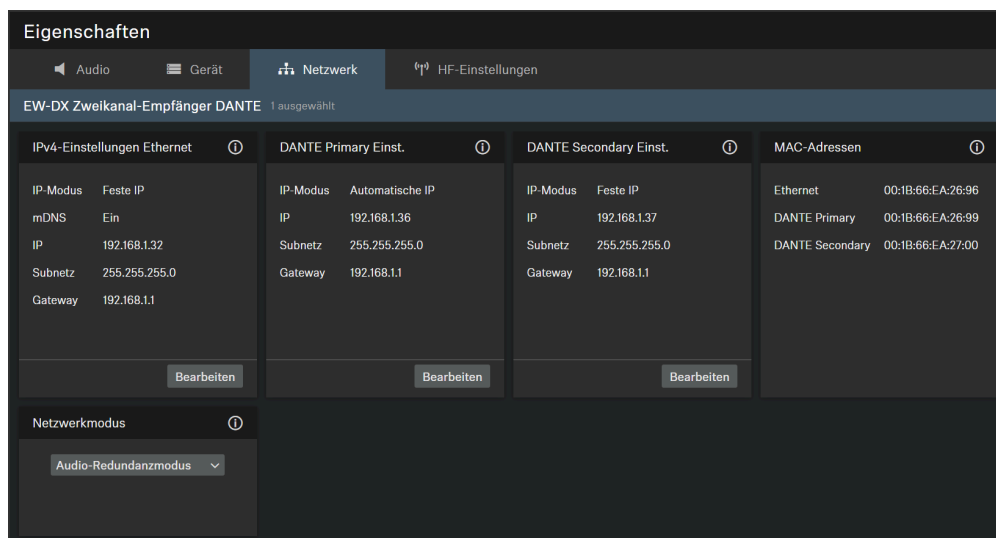 Eigenschaften
Audio
Gerät
Netzwerk
HF-Einstellungen
EW-DX Zweikanal-Empfänger DANTE 1 ausgewählt
IPv4-Einstellungen Ethernet
IP-Modus Feste IP
mDNS Ein
IP 192.168.1.32
Subnetz 255.255.255.0
Gateway 192.168.1.1
Bearbeiten
DANTE Primary Einst.
IP-Modus Automatische IP
IP 192.168.1.36
Subnetz 255.255.255.0
Gateway 192.168.1.1
Bearbeiten
DANTE Secondary Einst.
IP-Modus Feste IP
IP 192.168.1.37
Subnetz 255.255.255.0
Gateway 192.168.1.1
Bearbeiten
MAC-Adressen
Ethernet 00:1B:66:EA:26:96
DANTE Primary 00:1B:66:EA:26:99
DANTE Secondary 00:1B:66:EA:27:00
Netzwerkmodus
Audio-Redundanzmodus